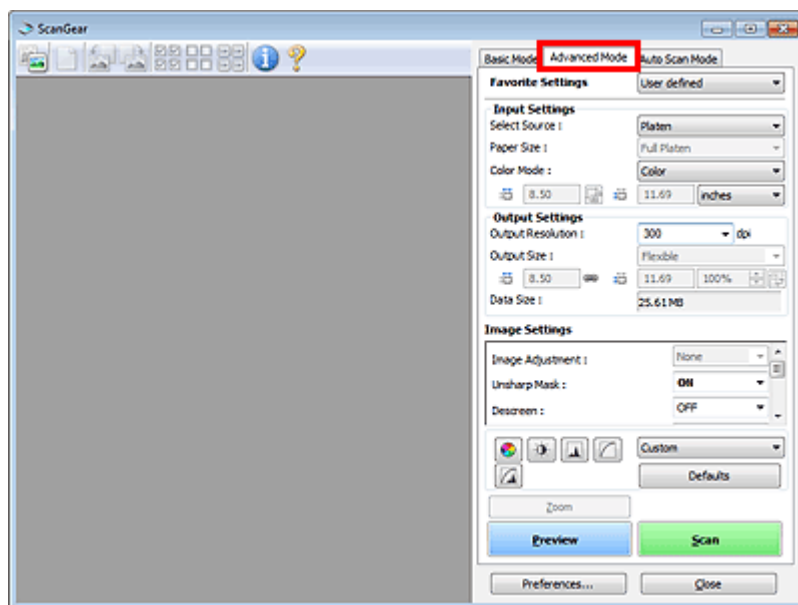 ScanGear
Basic Mode Advanced Mode Auto Scan Mode
Favorite Settings User defined
Input Settings
Select Source : Platen
Paper Size : Full Platen
Color Mode : Color
8.50 11.69 inches
Output Settings
Output Resolution : 300 dpi
Output Size : Flexible
8.50 11.69 100%
Data Size : 25.61 MB
Image Settings
Image Adjustment : None
Unsharp Mask : ON
Descreen : OFF
Custom
Defaults
Zoom
Preview Scan
Preferences... Close